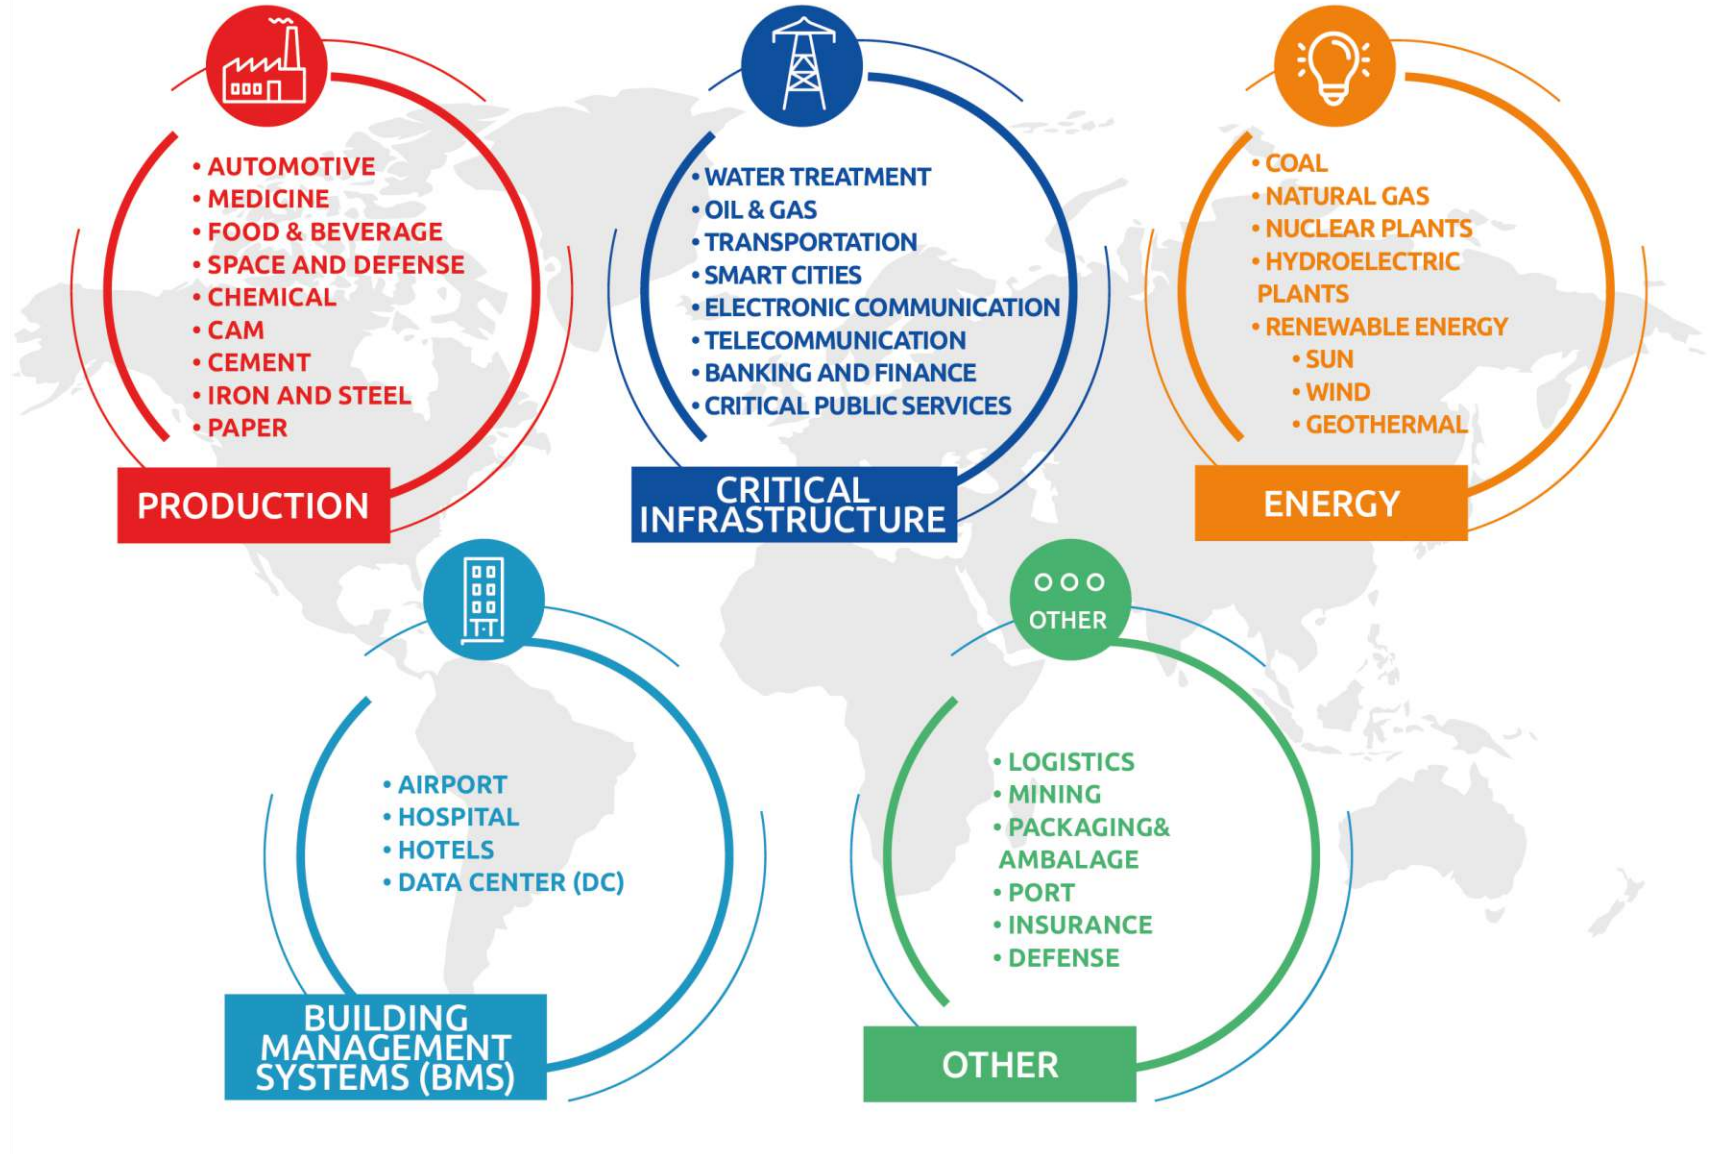 • AUTOMOTIVE
• MEDICINE
• FOOD & BEVERAGE
• SPACE AND DEFENSE
• CHEMICAL
• CAM
• CEMENT
• IRON AND STEEL
• PAPER
PRODUCTION
• WATER TREATMENT
• OIL & GAS
• TRANSPORTATION
• SMART CITIES
• ELECTRONIC COMMUNICATION
• TELECOMMUNICATION
• BANKING AND FINANCE
• CRITICAL PUBLIC SERVICES
CRITICAL
INFRASTRUCTURE
• COAL
• NATURAL GAS
• NUCLEAR PLANTS
• HYDROELECTRIC
PLANTS
• RENEWABLE ENERGY
• SUN
• WIND
• GEOTHERMAL
ENERGY
• AIRPORT
• HOSPITAL
• HOTELS
• DATA CENTER (DC)
BUILDING
MANAGEMENT
SYSTEMS (BMS)
OTHER
• LOGISTICS
• MINING
• PACKAGING&
AMBALAGE
• PORT
• INSURANCE
• DEFENSE
OTHER